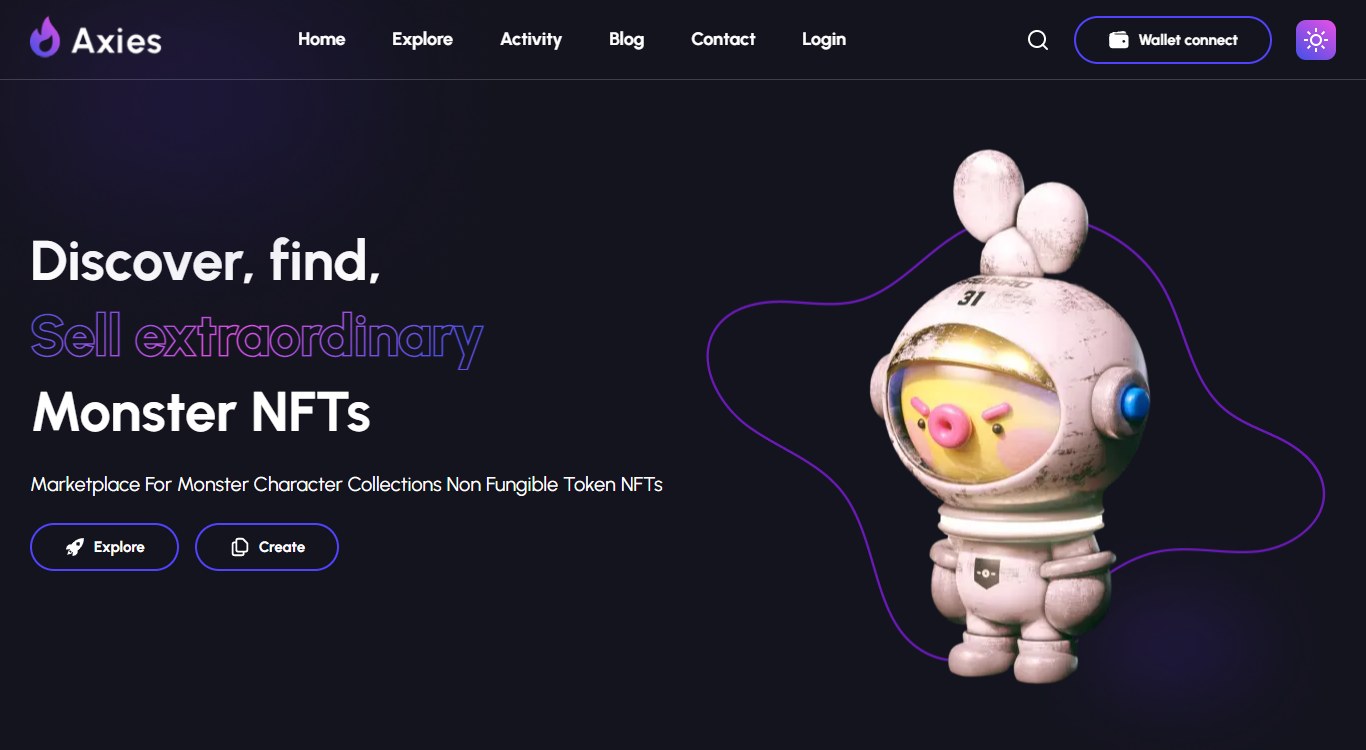 Axies
Home Explore Activity Blog Contact Login
Wallet connect
Discover, find,
Sell extraordinary
Monster NFTs
Marketplace For Monster Character Collections Non Fungible Token NFTs
Explore Create
31